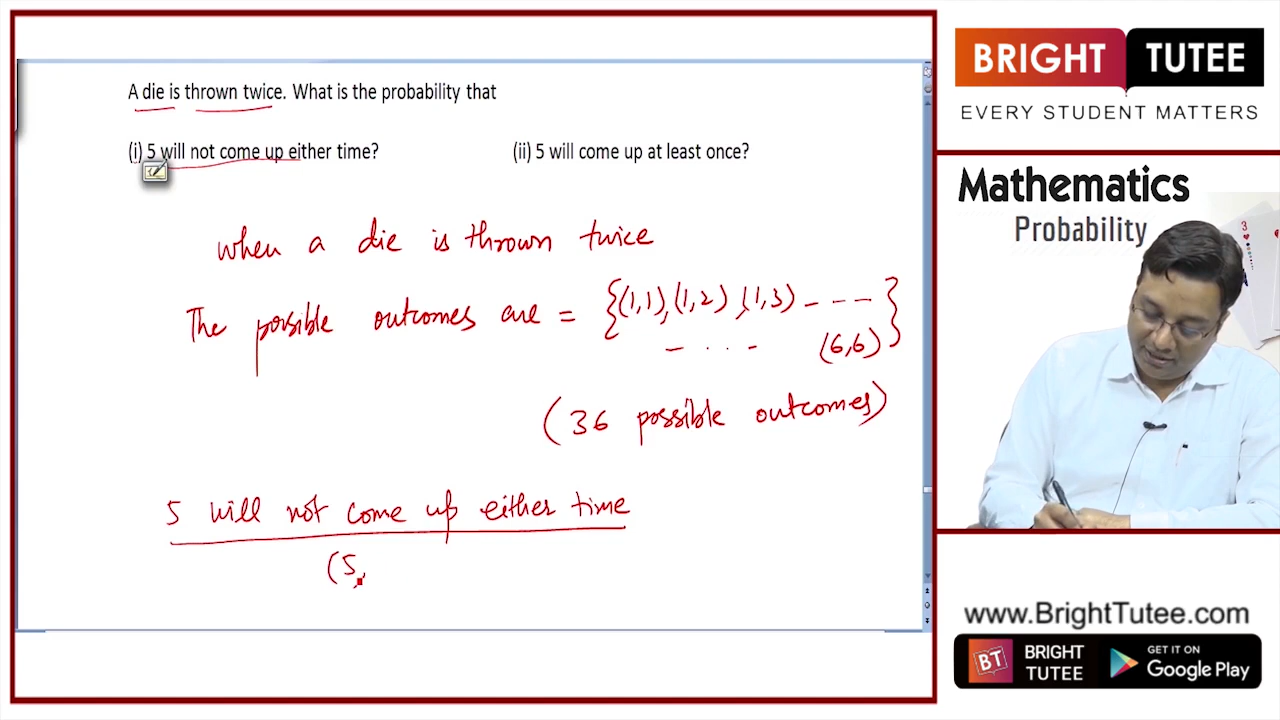 A die is thrown twice. What is the probability that
(i) 5 will not come up either time? (ii) 5 will come up at least once?
when a die is thrown twice
The possible outcomes are = {(1,1),(1,2),(1,3) - - -
- . . - (6,6)}
(36 possible outcomes)
5 will not come up either time
(5,
BRIGHT TUTEE
EVERY STUDENT MATTERS
Mathematics
Probability
3
www.BrightTutee.com
BT BRIGHT TUTEE
GET IT ON
Google Play